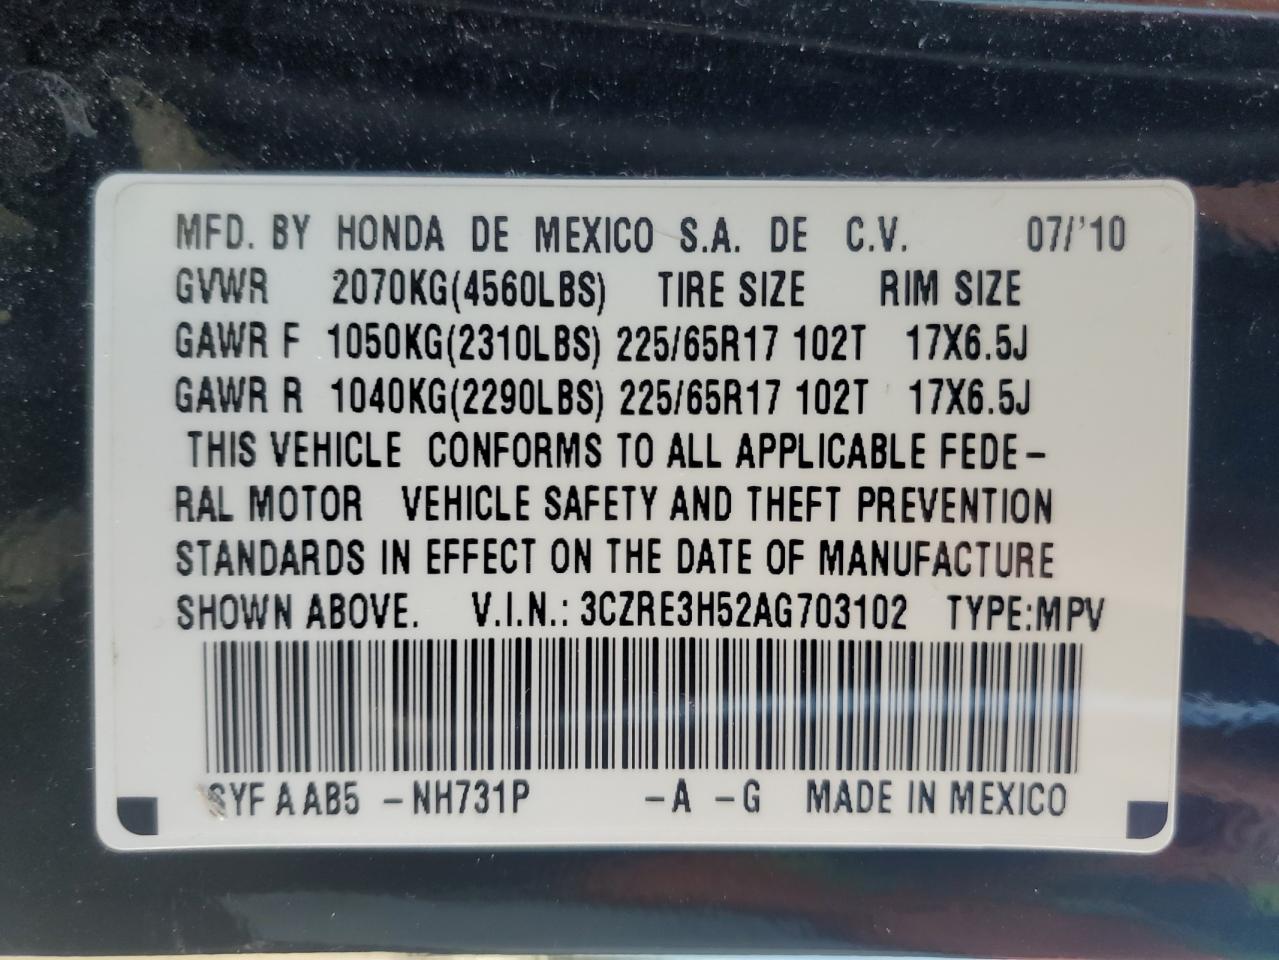 MFD. BY HONDA DE MEXICO S.A. DE C.V. 07/'10
GVWR 2070KG(4560LBS) TIRE SIZE RIM SIZE
GAWR F 1050KG(2310LBS) 225/65R17 102T 17X6.5J
GAWR R 1040KG(2290LBS) 225/65R17 102T 17X6.5J
THIS VEHICLE CONFORMS TO ALL APPLICABLE FEDE-
RAL MOTOR VEHICLE SAFETY AND THEFT PREVENTION
STANDARDS IN EFFECT ON THE DATE OF MANUFACTURE
SHOWN ABOVE. V.I.N.: 3CZRE3H52AG703102 TYPE:MPV
SYFAAB5 -NH731P -A -G MADE IN MEXICO